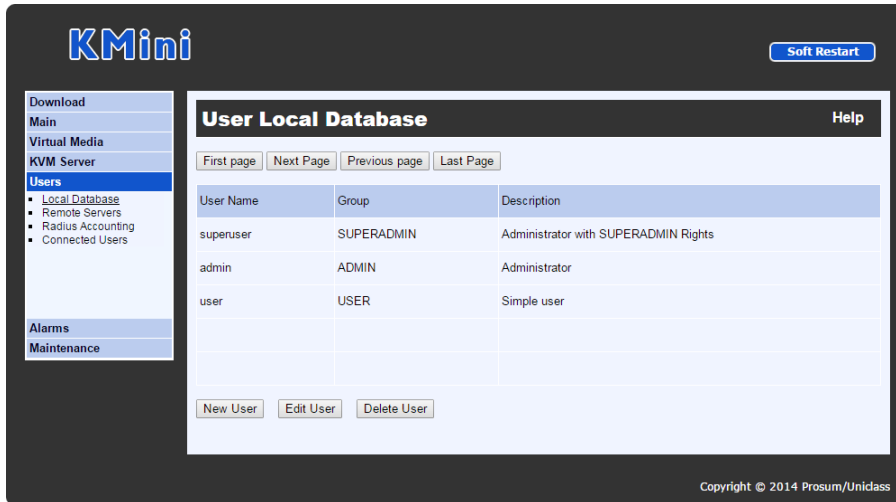 KMini
Soft Restart
Download
Main
Virtual Media
KVM Server
Users
Local Database
Remote Servers
Radius Accounting
Connected Users
Alarms
Maintenance
User Local Database
Help
First page Next Page Previous page Last Page
User Name Group Description
superuser SUPERADMIN Administrator with SUPERADMIN Rights
admin ADMIN Administrator
user USER Simple user
New User Edit User Delete User
Copyright © 2014 Prosum/Uniclass